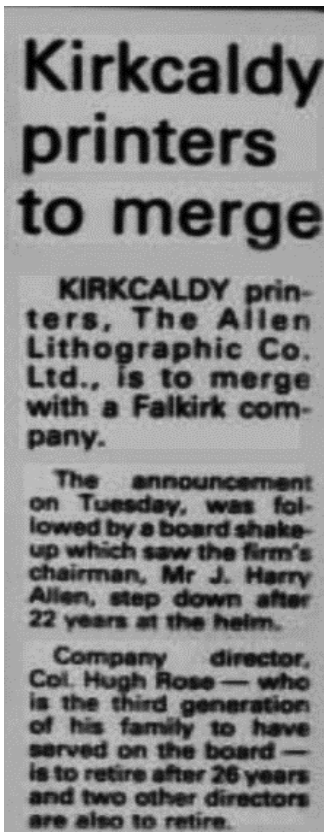 Kirkcaldy
printers
to merge
KIRKCALDY prin-
ters, The Allen
Lithographic Co.
Ltd., is to merge
with a Falkirk com-
pany.
The announcement
on Tuesday, was fol-
lowed by a board shake-
up which saw the firm's
chairman, Mr J. Harry
Allen, step down after
22 years at the helm.
Company director,
Col. Hugh Rose — who
is the third generation
of his family to have
served on the board —
is to retire after 26 years
and two other directors
are also to retire.